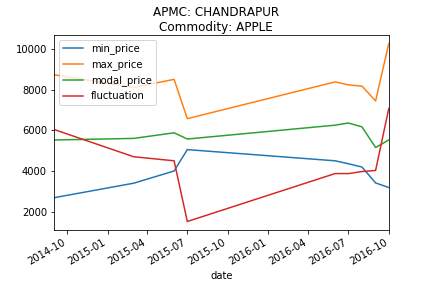 APMC: CHANDRAPUR
Commodity: APPLE
10000
8000
6000
4000
2000
min_price
max_price
modal_price
fluctuation
2014-10
2015-01
2015-04
2015-07
2015-10
2016-01
2016-04
2016-07
2016-10
date